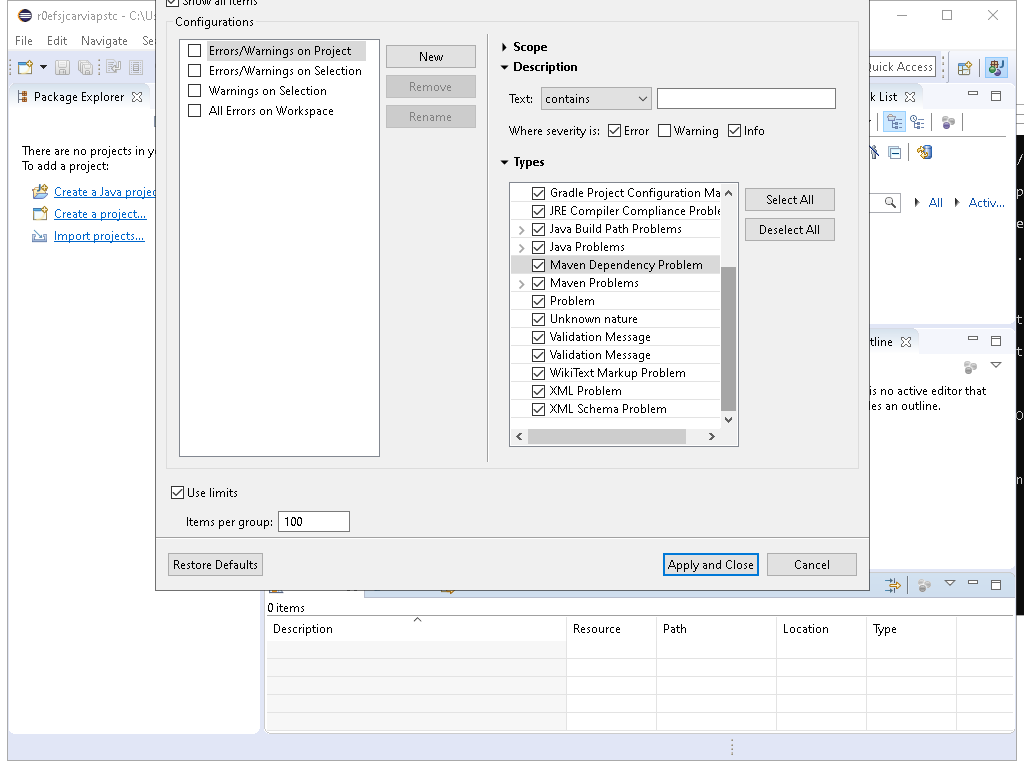 r0efsjcarviapstc - C:\Us
Show all items
File Edit Navigate Se
Quick Access
Package Explorer
k List
There are no projects in y
To add a project:
Create a Java projec
Create a project...
Import projects...
Configurations
Errors/Warnings on Project
Errors/Warnings on Selection
Warnings on Selection
All Errors on Workspace
New
Remove
Rename
Scope
Description
Text: contains
Where severity is: Error Warning Info
Types
Gradle Project Configuration Ma
JRE Compiler Compliance Proble
Java Build Path Problems
Java Problems
Maven Dependency Problem
Maven Problems
Problem
Unknown nature
Validation Message
Validation Message
WikiText Markup Problem
XML Problem
XML Schema Problem
Select All
Deselect All
All Activ...
tline
is no active editor that
les an outline.
Use limits
Items per group: 100
Restore Defaults
Apply and Close
Cancel
0 items
Description Resource Path Location Type